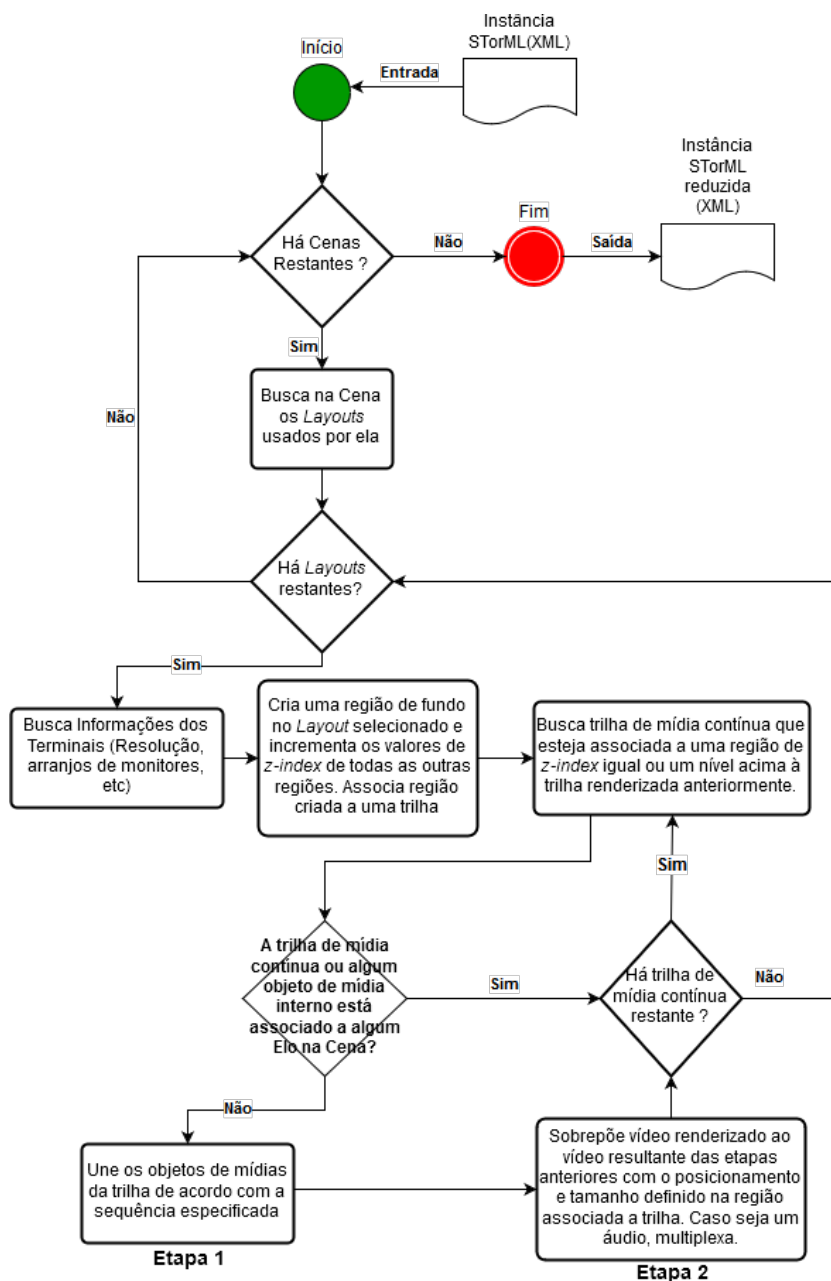 Instância
STorML(XML)
Início
Entrada
Instância
STorML
reduzida
(XML)
Há Cenas
Restantes ?
Não
Fim
Saída
Sim
Busca na Cena
os Layouts
usados por ela
Não
Há Layouts
restantes?
Sim
Busca Informações dos
Terminais (Resolução,
arranjos de monitores,
etc)
Cria uma região de fundo
no Layout selecionado e
incrementa os valores de
z-index de todas as outras
regiões. Associa região
criada a uma trilha
Busca trilha de mídia contínua que
esteja associada a uma região de
z-index igual ou um nível acima à
trilha renderizada anteriormente.
Sim
A trilha de mídia
contínua ou algum
objeto de mídia
interno está
associado a algum
Elo na Cena?
Sim
Há trilha de
mídia contínua
restante ?
Não
Não
Une os objetos de mídias
da trilha de acordo com a
sequência especificada
Etapa 1
Sobrepõe vídeo renderizado ao
vídeo resultante das etapas
anteriores com o posicionamento
e tamanho definido na região
associada a trilha. Caso seja um
áudio, multiplexa.
Etapa 2